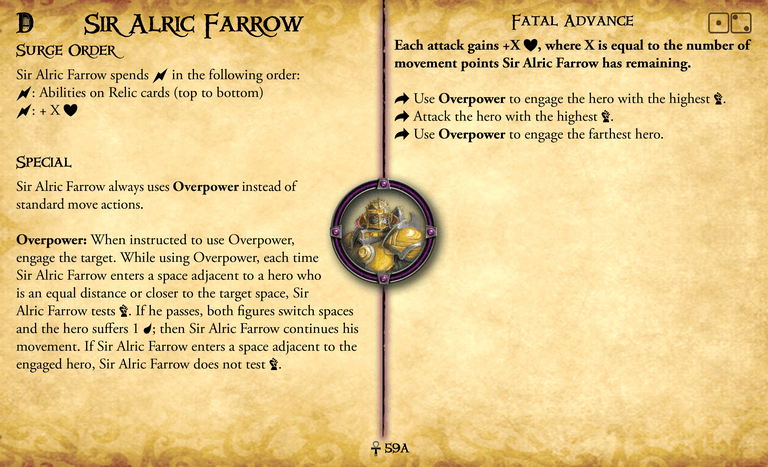 D
Sir Alric Farrow
Surge Order
Sir Alric Farrow spends in the following order:
: Abilities on Relic cards (top to bottom)
: + X
Special
Sir Alric Farrow always uses Overpower instead of
standard move actions.
Overpower: When instructed to use Overpower,
engage the target. While using Overpower, each time
Sir Alric Farrow enters a space adjacent to a hero who
is an equal distance or closer to the target space, Sir
Alric Farrow tests . If he passes, both figures switch spaces
and the hero suffers 1 ; then Sir Alric Farrow continues his
movement. If Sir Alric Farrow enters a space adjacent to the
engaged hero, Sir Alric Farrow does not test .
Fatal Advance
Each attack gains +X , where X is equal to the number of
movement points Sir Alric Farrow has remaining.
Use Overpower to engage the hero with the highest .
Attack the hero with the highest .
Use Overpower to engage the farthest hero.
59A